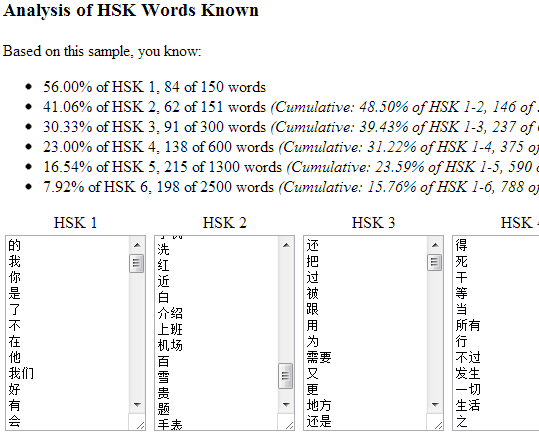 Analysis of HSK Words Known
Based on this sample, you know:
56.00% of HSK 1, 84 of 150 words
41.06% of HSK 2, 62 of 151 words (Cumulative: 48.50% of HSK 1-2, 146 of
30.33% of HSK 3, 91 of 300 words (Cumulative: 39.43% of HSK 1-3, 237 of
23.00% of HSK 4, 138 of 600 words (Cumulative: 31.22% of HSK 1-4, 375 of
16.54% of HSK 5, 215 of 1300 words (Cumulative: 23.59% of HSK 1-5, 590
7.92% of HSK 6, 198 of 2500 words (Cumulative: 15.76% of HSK 1-6, 788
HSK 1
的
我
你
是
了
不
在
他
我们
好
有
会
HSK 2
洗
红
近
白
介绍
上班
机场
百
雪
贵
题
手表
HSK 3
还
把
过
被
跟
用
为
需要
又
更
地方
还是
HSK
得
死
干
等
当
所有
行
不过
发生
一切
生活
之